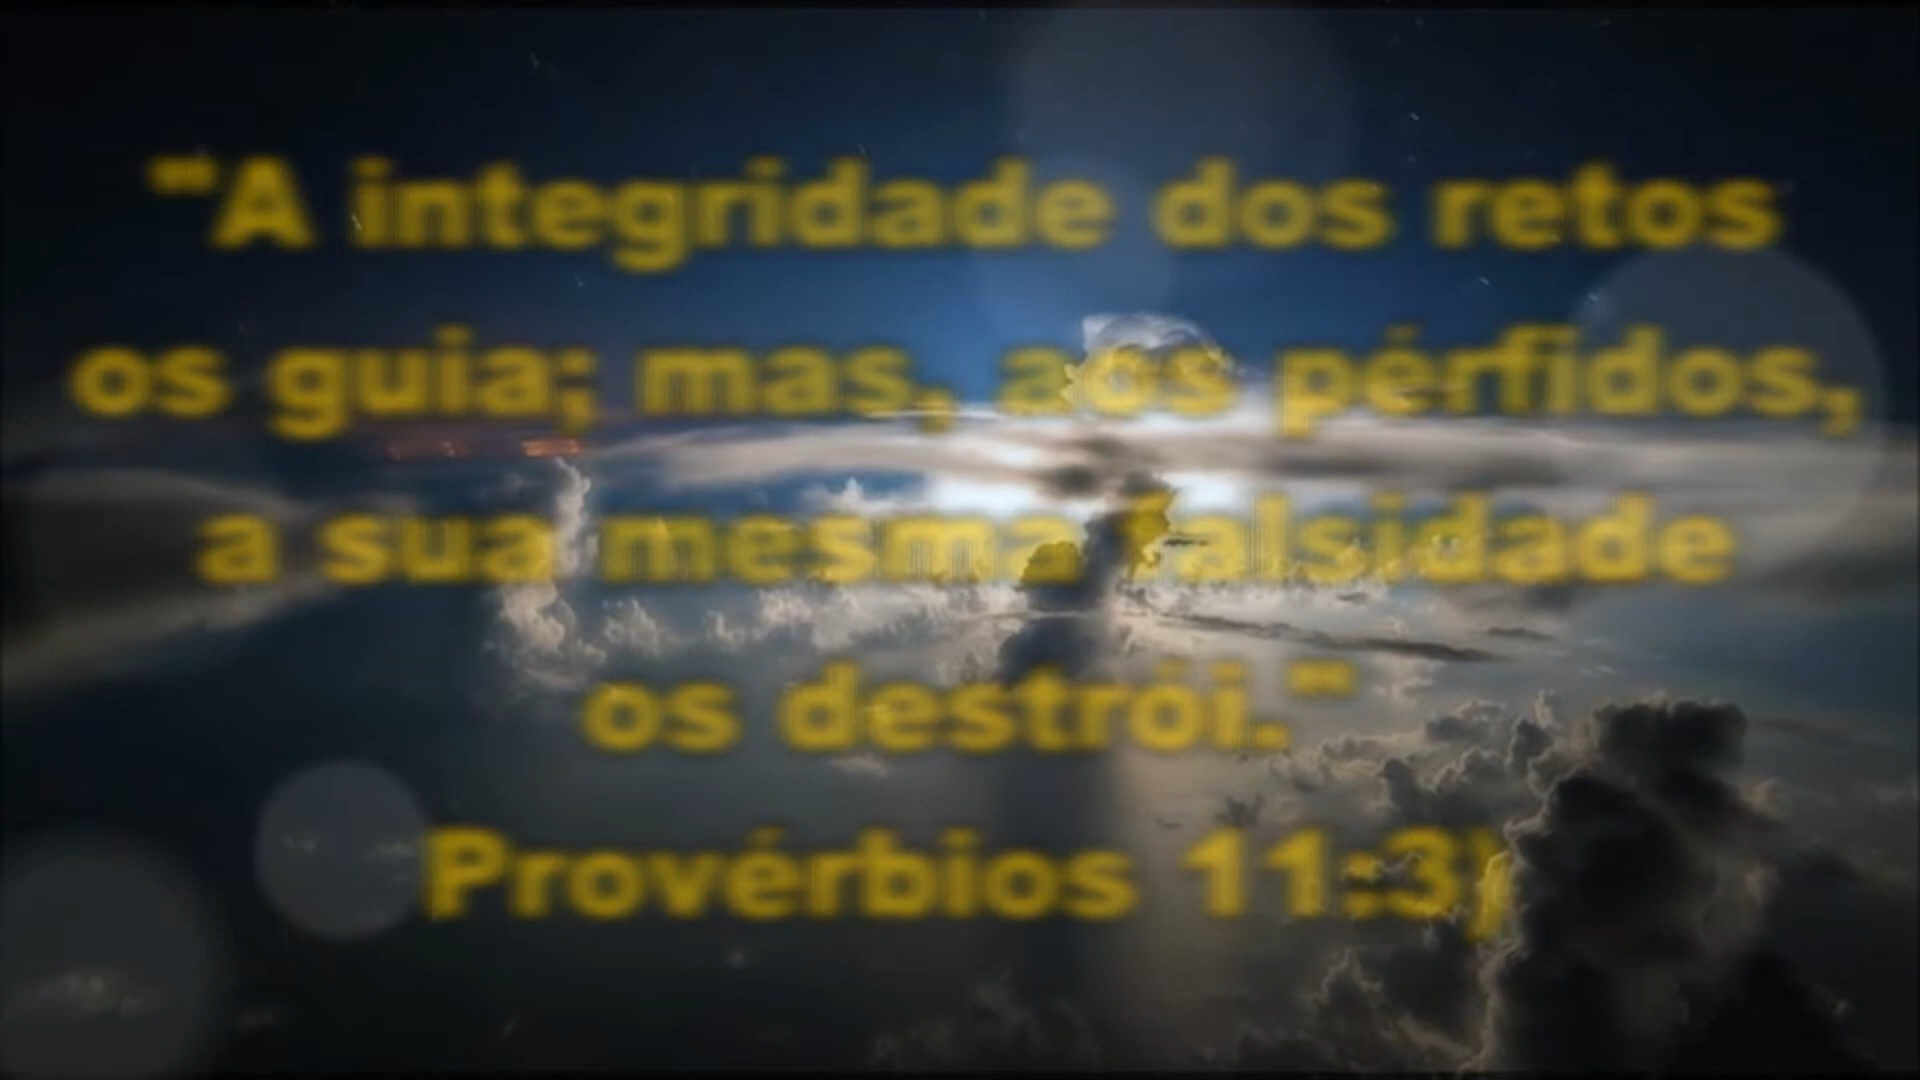 "A integridade dos retos
os guia; mas, aos pérfidos,
a sua mesma falsidade
os destrói."
Provérbios 11:3)